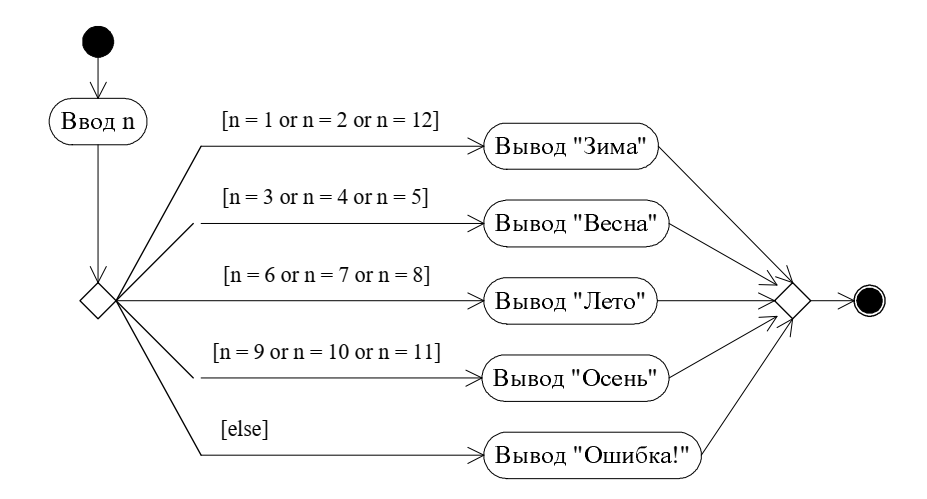 [n = 1 or n = 2 or n = 12]
Ввод n
Вывод "Зима"
[n = 3 or n = 4 or n = 5]
Вывод "Весна"
[n = 6 or n = 7 or n = 8]
Вывод "Лето"
[n = 9 or n = 10 or n = 11]
Вывод "Осень"
[else]
Вывод "Ошибка!"